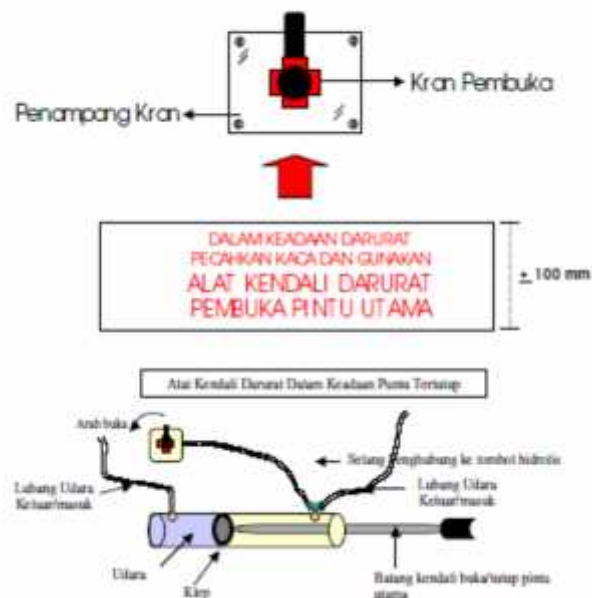 Kran Pembuka
Penampang Kran
DALAM KEADAAN DARURAT
PECAHKAN KACA DAN GUNAKAN
ALAT KENDALI DARURAT
PEMBUKA PINTU UTAMA
± 100 mm
Alat Kendali Darurat Dalam Keadaan Pintu Tertutup
Arah buka
Selang Penghubung ke tombol hidrolis
Lubang Udara
Keluar/masuk
Lubang Udara
Keluar/masuk
Udara
Klep
Batang kendali buka/tutup pintu
utama